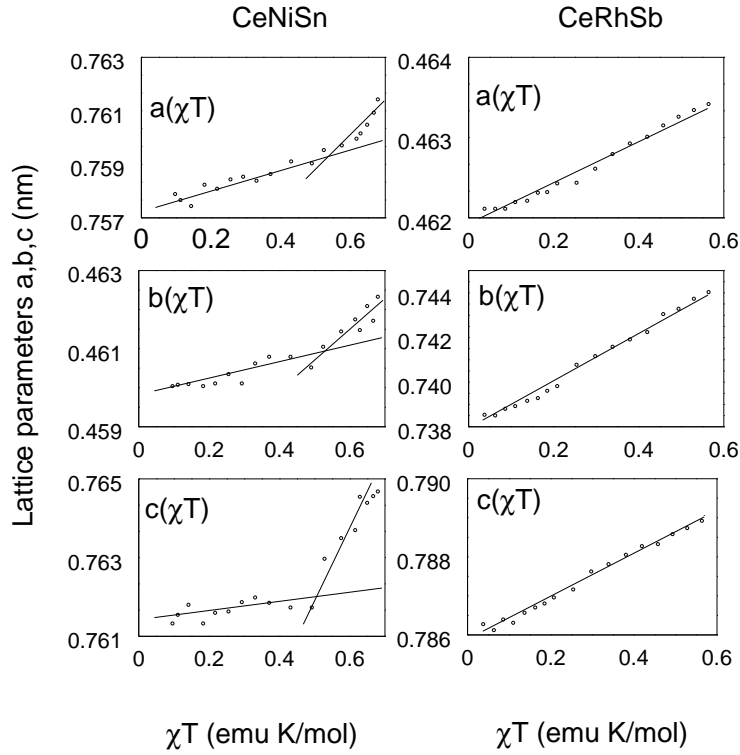 CeNiSn
CeRhSb
Lattice parameters a,b,c (nm)
0.763
0.761
0.759
0.757
a(χT)
0 0.2 0.4 0.6
0.464
0.463
0.462
a(χT)
0 0.2 0.4 0.6
0.463
0.461
0.459
b(χT)
0 0.2 0.4 0.6
0.744
0.742
0.740
0.738
b(χT)
0 0.2 0.4 0.6
0.765
0.763
0.761
c(χT)
0 0.2 0.4 0.6
0.790
0.788
0.786
c(χT)
0 0.2 0.4 0.6
χT (emu K/mol)
χT (emu K/mol)